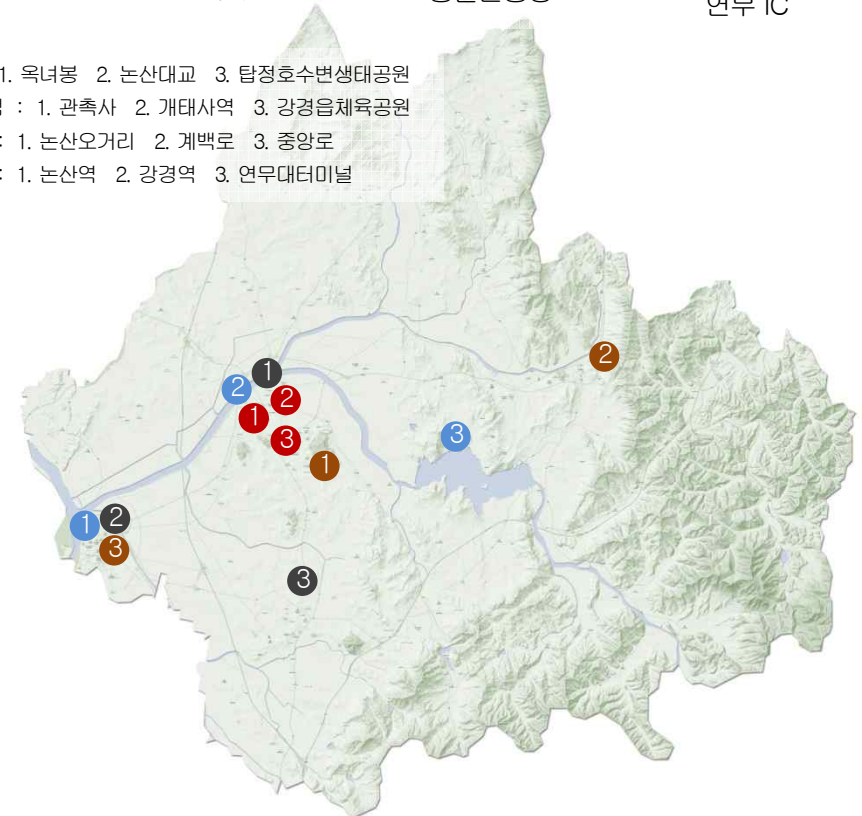 연무 IC
1. 옥녀봉 2. 논산대교 3. 탑정호수변생태공원
: 1. 관촉사 2. 개태사역 3. 강경읍체육공원
: 1. 논산오거리 2. 계백로 3. 중앙로
: 1. 논산역 2. 강경역 3. 연무대터미널
2
1
2
2
1
3
3
1
1
2
3
3